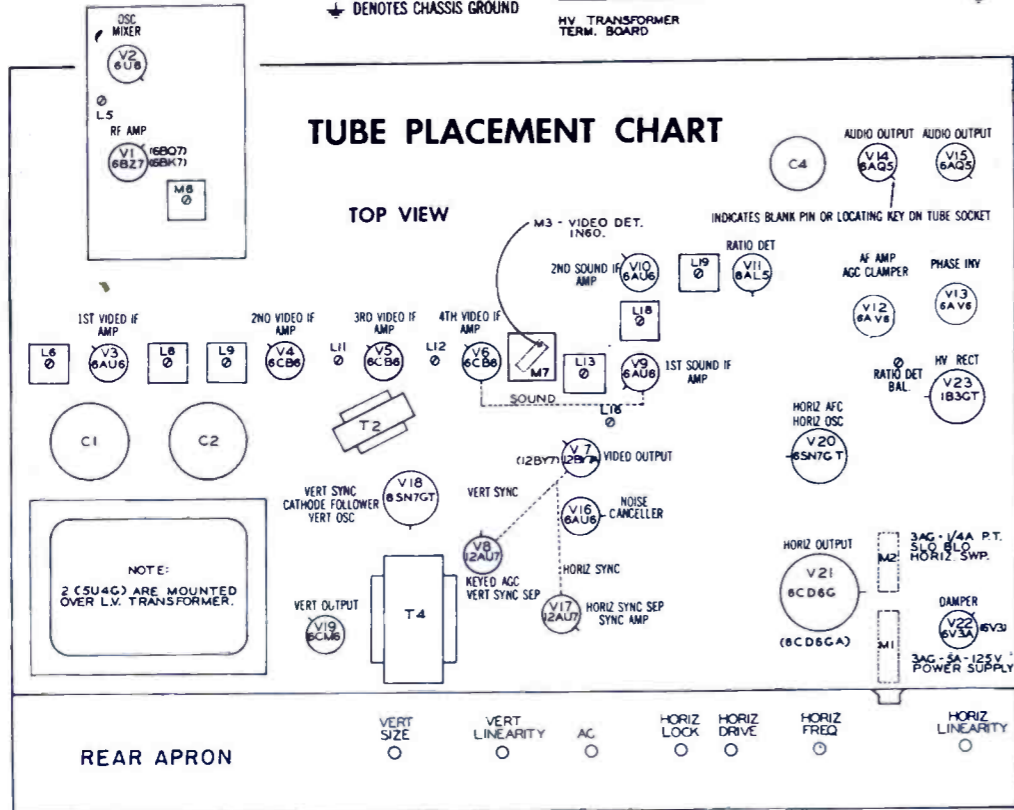 ⏚ DENOTES CHASSIS GROUND
HV TRANSFORMER
TERM. BOARD
OSC
MIXER
V2
6U8
L5
RF AMP
V1
6BZ7
(6BQ7)
(6BK7)
M8
TUBE PLACEMENT CHART
TOP VIEW
C4
AUDIO OUTPUT
V14
6AQ5
AUDIO OUTPUT
V15
6AQ5
INDICATES BLANK PIN OR LOCATING KEY ON TUBE SOCKET
M3 - VIDEO DET.
IN60.
2ND SOUND IF
AMP
V10
6AU6
L19
RATIO DET
V11
6AL5
AF AMP
AGC CLAMPER
V12
6AV6
PHASE INV
V13
6AV6
L18
1ST VIDEO IF
AMP
2ND VIDEO IF
AMP
3RD VIDEO IF
AMP
4TH VIDEO IF
AMP
L6
V3
6AU6
L8
L9
V4
6CB6
L11
V5
6CB6
L12
V6
6CB6
M7
L13
V9
6AU6
1ST SOUND IF
AMP
SOUND
L16
RATIO DET
BAL.
HV RECT
V23
1B3GT
C1
C2
T2
HORIZ AFC
HORIZ OSC
V20
6SN7GT
(12BY7)
V7
12BY7A
VIDEO OUTPUT
VERT SYNC
CATHODE FOLLOWER
VERT OSC
V18
6SN7GT
VERT SYNC
V16
6AU6
NOISE
CANCELLER
V8
12AU7
KEYED AGC
VERT SYNC SEP
HORIZ SYNC
V17
12AU7
HORIZ SYNC SEP
SYNC AMP
NOTE:
2 (5U4G) ARE MOUNTED
OVER L.V. TRANSFORMER.
VERT OUTPUT
V19
6CM6
T4
HORIZ OUTPUT
V21
6CD6G
(6CD6GA)
M2
3AG - 1/4A P.T.
SLO BLO
HORIZ. SWP.
M1
3AG - 5A - 125V
POWER SUPPLY
DAMPER
V22
6V3A
(6V3)
REAR APRON
VERT
SIZE
VERT
LINEARITY
AC
HORIZ
LOCK
HORIZ
DRIVE
HORIZ
FREQ
HORIZ
LINEARITY